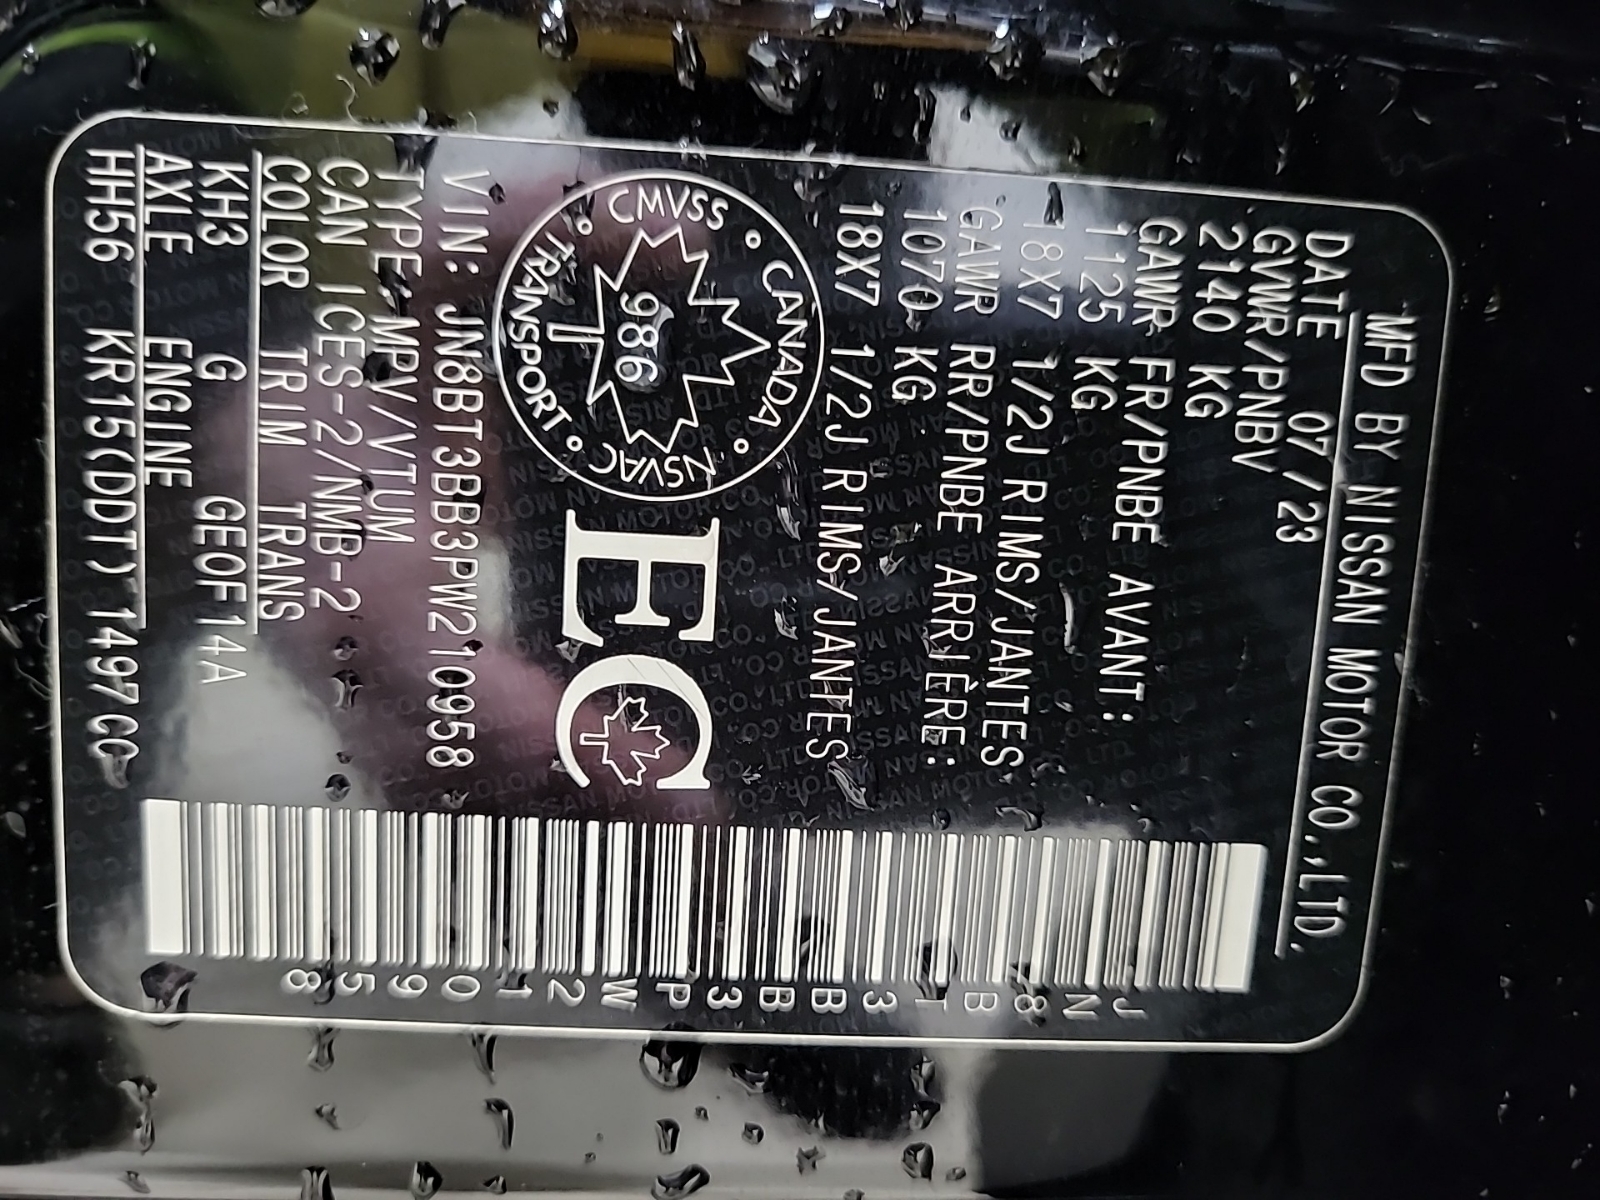 MFD BY NISSAN MOTOR CO.,LTD.
DATE 07/23
GVWR/PNBV
2140 KG
GAWR FR/PNBE AVANT:
1125 KG
18X7 1/2J RIMS/JANTES
GAWR RR/PNBE ARRIÈRE:
1070 KG
18X7 1/2J RIMS/JANTES
CANADA
CMVSS
NSVAC
986
TRANSPORT
EC
VIN: JN8BT3BB3PW210958
TYPE:MPV/VTUM
CAN ICES-2/NMB-2
COLOR TRIM TRANS
KH3 G GEOF14A
AXLE ENGINE
HH56 KR15(DDT) 1497CC
JN8BT3BB3PW210958